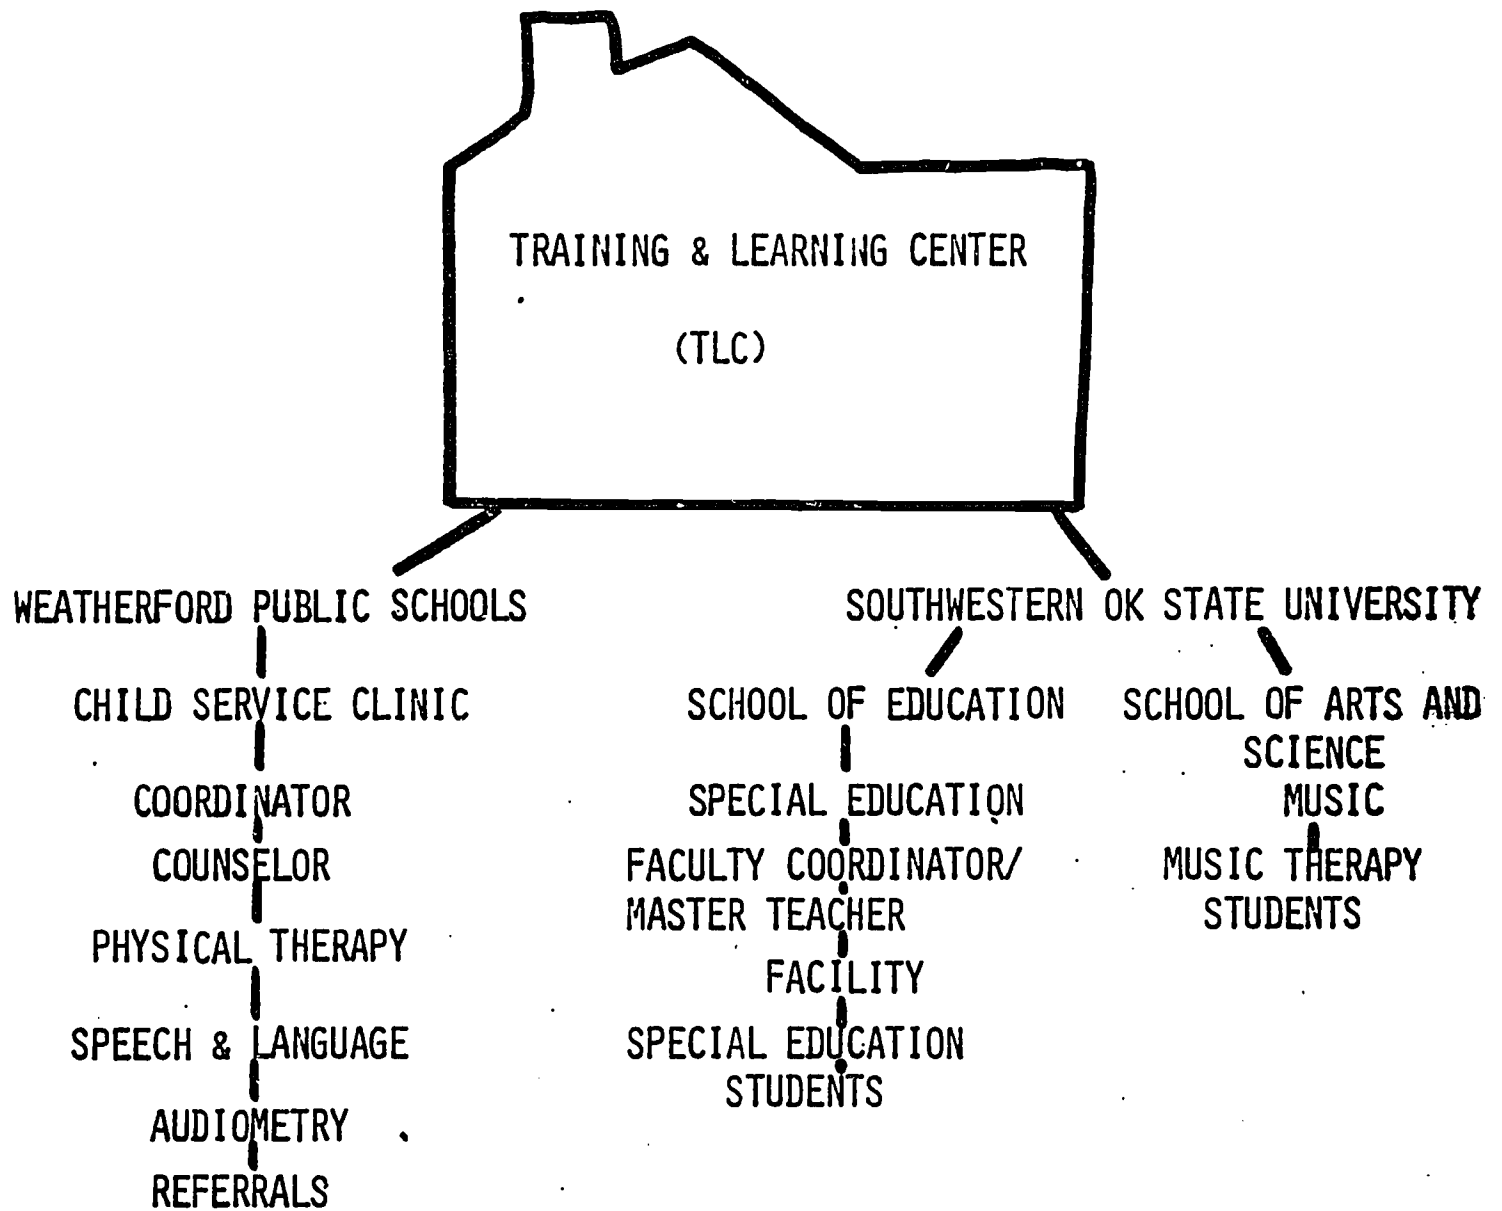 TRAINING & LEARNING CENTER
(TLC)
WEATHERFORD PUBLIC SCHOOLS
CHILD SERVICE CLINIC
COORDINATOR
COUNSELOR
PHYSICAL THERAPY
SPEECH & LANGUAGE
AUDIOMETRY
REFERRALS
SOUTHWESTERN OK STATE UNIVERSITY
SCHOOL OF EDUCATION
SPECIAL EDUCATION
FACULTY COORDINATOR/
MASTER TEACHER
FACILITY
SPECIAL EDUCATION
STUDENTS
SCHOOL OF ARTS AND
SCIENCE
MUSIC
MUSIC THERAPY
STUDENTS